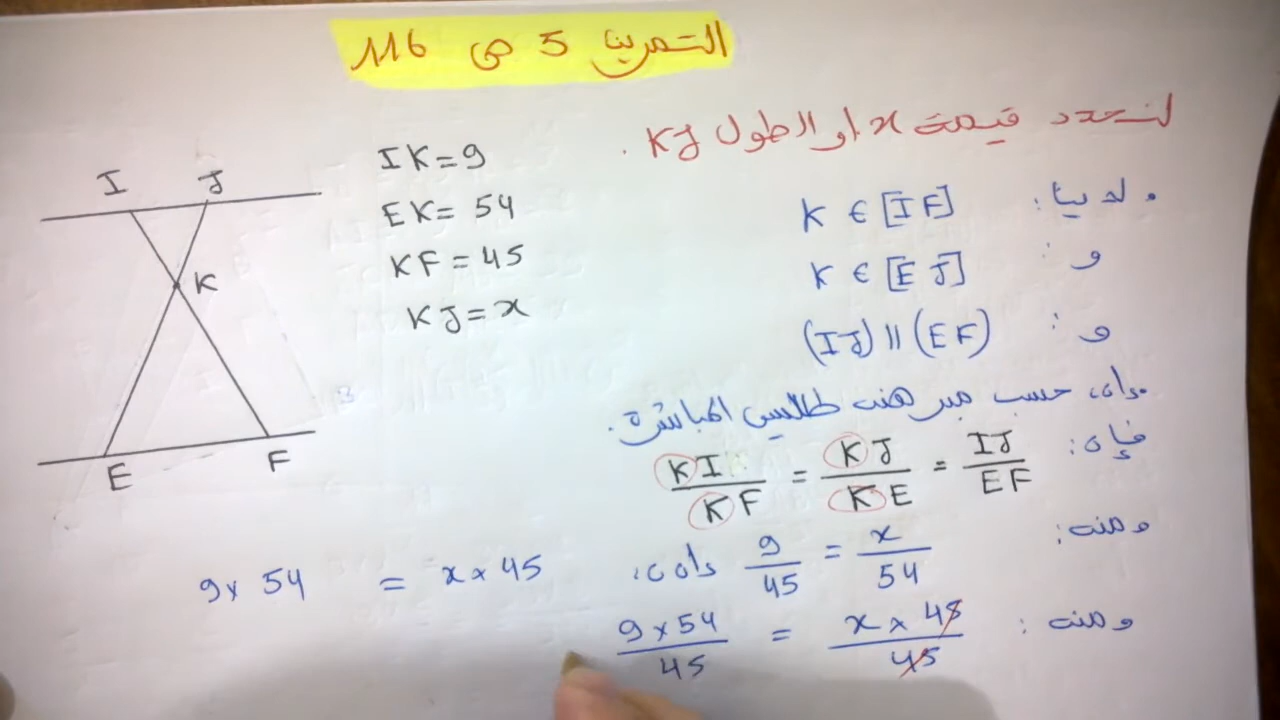 التمرين 5 ص 116
لنحدد قيمة x أو الطول KJ .
I J
K
E F
IK = 9
EK = 54
KF = 45
KJ = x
• لدينا: K ∈ [IF]
و: K ∈ [EJ]
و: (IJ) // (EF)
•إذن، حسب مبرهنة طاليس المباشرة.
فإن: KI/KF = KJ/KE = IJ/EF
ومنه: 9/45 = x/54 إذن: 9 x 54 = x x 45
ومنه: 9 x 54/45 = x x 45/45